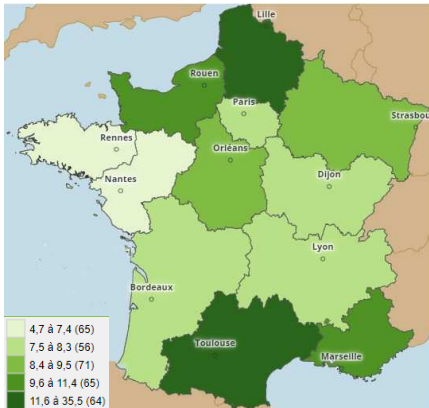 Lille
Rouen
Paris
Strasbou
Rennes
Orléans
Nantes
Dijon
Lyon
Bordeaux
Toulouse
Marseille
4,7 à 7,4 (65)
7,5 à 8,3 (56)
8,4 à 9,5 (71)
9,6 à 11,4 (65)
11,6 à 35,5 (64)